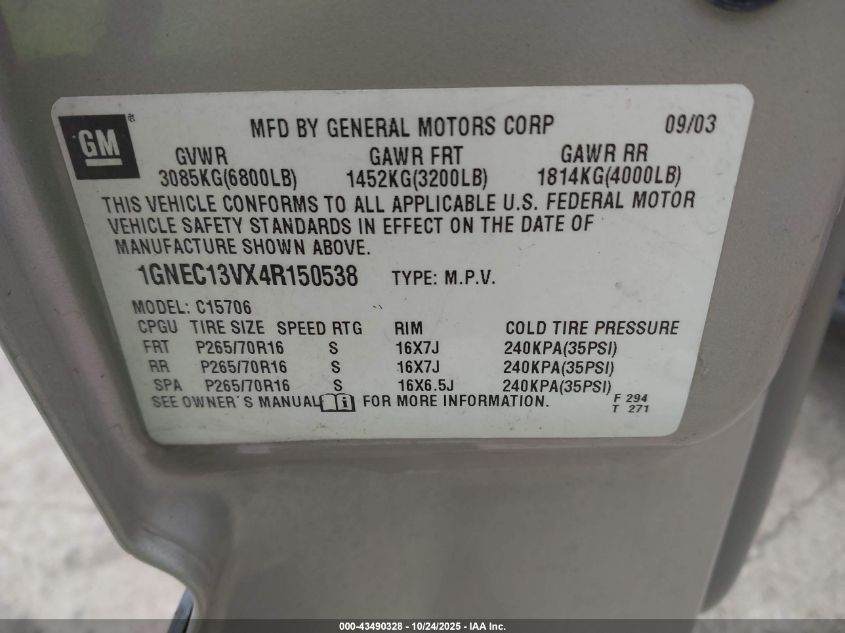 GM ® MFD BY GENERAL MOTORS CORP 09/03
GVWR GAWR FRT GAWR RR
3085KG(6800LB) 1452KG(3200LB) 1814KG(4000LB)
THIS VEHICLE CONFORMS TO ALL APPLICABLE U.S. FEDERAL MOTOR
VEHICLE SAFETY STANDARDS IN EFFECT ON THE DATE OF
MANUFACTURE SHOWN ABOVE.
1GNEC13VX4R150538 TYPE: M.P.V.
MODEL: C15706
CPGU TIRE SIZE SPEED RTG RIM COLD TIRE PRESSURE
FRT P265/70R16 S 16X7J 240KPA(35PSI)
RR P265/70R16 S 16X7J 240KPA(35PSI)
SPA P265/70R16 S 16X6.5J 240KPA(35PSI)
SEE OWNER'S MANUAL i FOR MORE INFORMATION. F 294
T 271
000-43490328 - 10/24/2025 - IAA Inc.